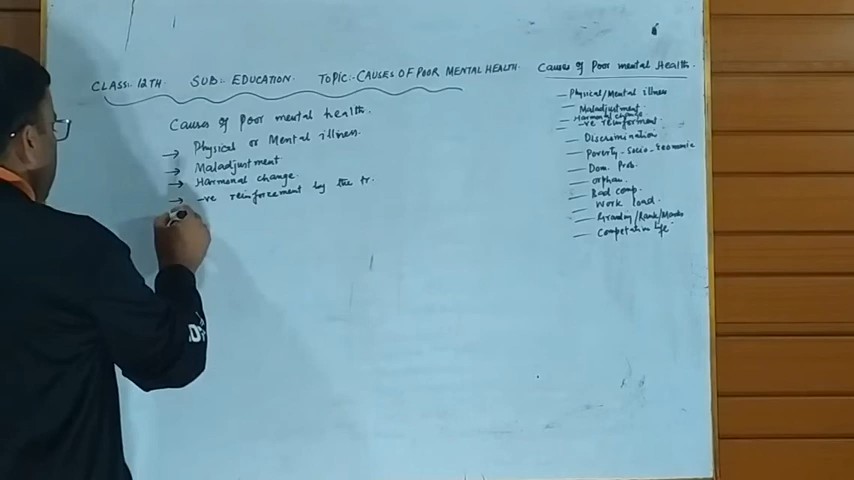 CLASS:- 12TH SUB:- EDUCATION. TOPIC:- CAUSES OF POOR MENTAL HEALTH.
Causes of Poor mental health.
→ Physical or Mental illness.
→ Maladjustment
→ Harmonal change.
→ -ve reinforcement by the tr.
Causes of Poor mental Health.
— Physical/Mental illness
— Maladjustment.
— Harmonal change
— -ve reinforment.
— Discrimination
— Poverty - Socio-Economic
— Dom. Prob.
— orphan.
— Bad comp.
— Work load.
— Grading/Rank/Marks
— Competative life